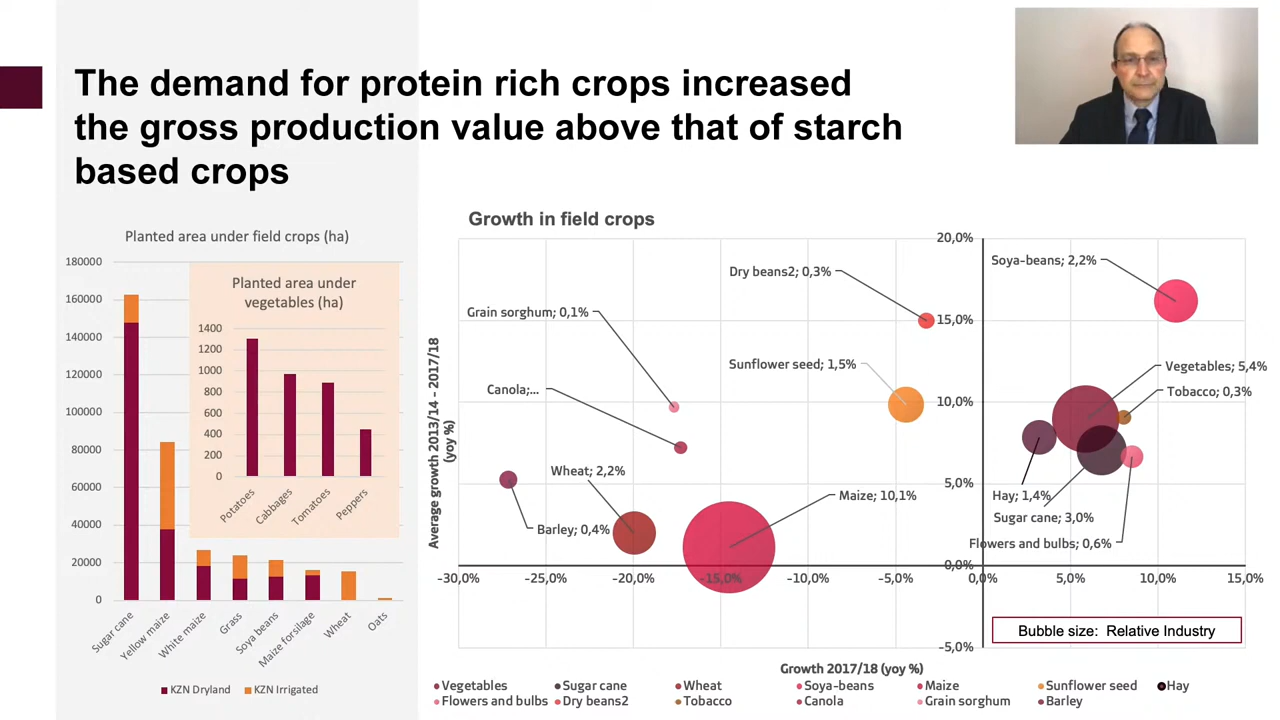 The demand for protein rich crops increased
the gross production value above that of starch
based crops
Planted area under field crops (ha)
180000
160000
140000
120000
100000
80000
60000
40000
20000
0
Sugar cane
Yellow maize
White maize
Grass
Soya beans
Maize forsilage
Wheat
Oats
KZN Dryland
KZN Irrigated
Planted area under
vegetables (ha)
1400
1200
1000
800
600
400
200
0
Potatoes
Cabbages
Tomatoes
Peppers
Growth in field crops
Average growth 2013/14 - 2017/18
(yoy %)
20,0%
15,0%
10,0%
5,0%
0,0%
-5,0%
-30,0%
-25,0%
-20,0%
-15,0%
-10,0%
-5,0%
0,0%
5,0%
10,0%
15,0%
Dry beans2; 0,3%
Grain sorghum; 0,1%
Sunflower seed; 1,5%
Canola;...
Wheat; 2,2%
Barley; 0,4%
Maize; 10,1%
Soya-beans; 2,2%
Vegetables; 5,4%
Tobacco; 0,3%
Hay; 1,4%
Sugar cane; 3,0%
Flowers and bulbs; 0,6%
Bubble size: Relative Industry
Growth 2017/18 (yoy %)
Vegetables
Sugar cane
Wheat
Soya-beans
Maize
Sunflower seed
Hay
Flowers and bulbs
Dry beans2
Tobacco
Canola
Grain sorghum
Barley